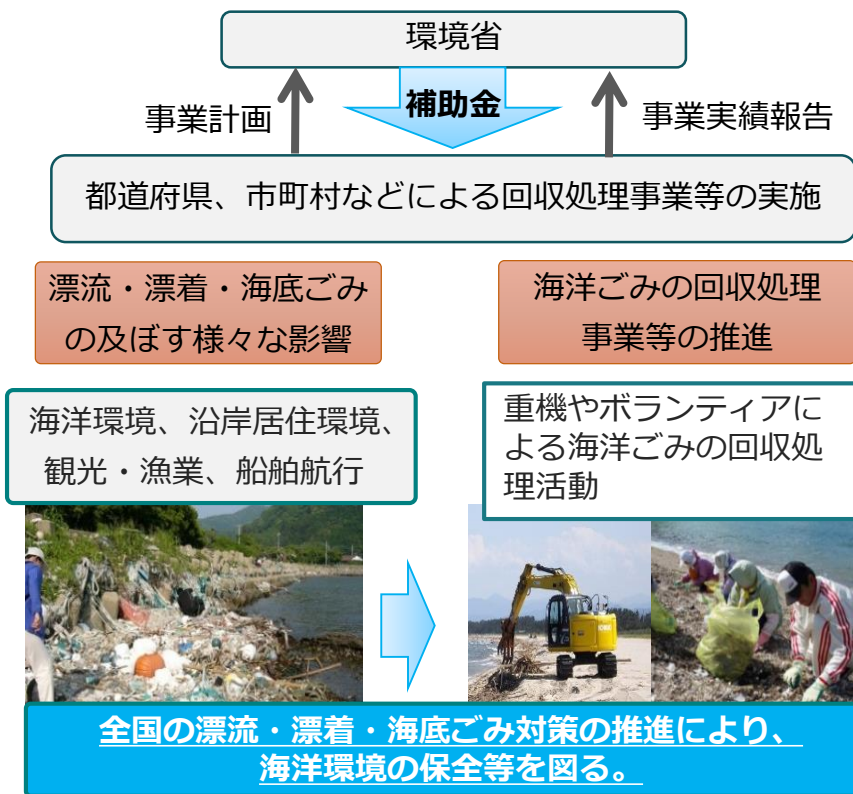 環境省
補助金
事業計画
事業実績報告
都道府県、市町村などによる回収処理事業等の実施
漂流・漂着・海底ごみ
の及ぼす様々な影響
海洋ごみの回収処理
事業等の推進
海洋環境、沿岸居住環境、
観光・漁業、船舶航行
重機やボランティアに
よる海洋ごみの回収処
理活動
全国の漂流・漂着・海底ごみ対策の推進により、
海洋環境の保全等を図る。